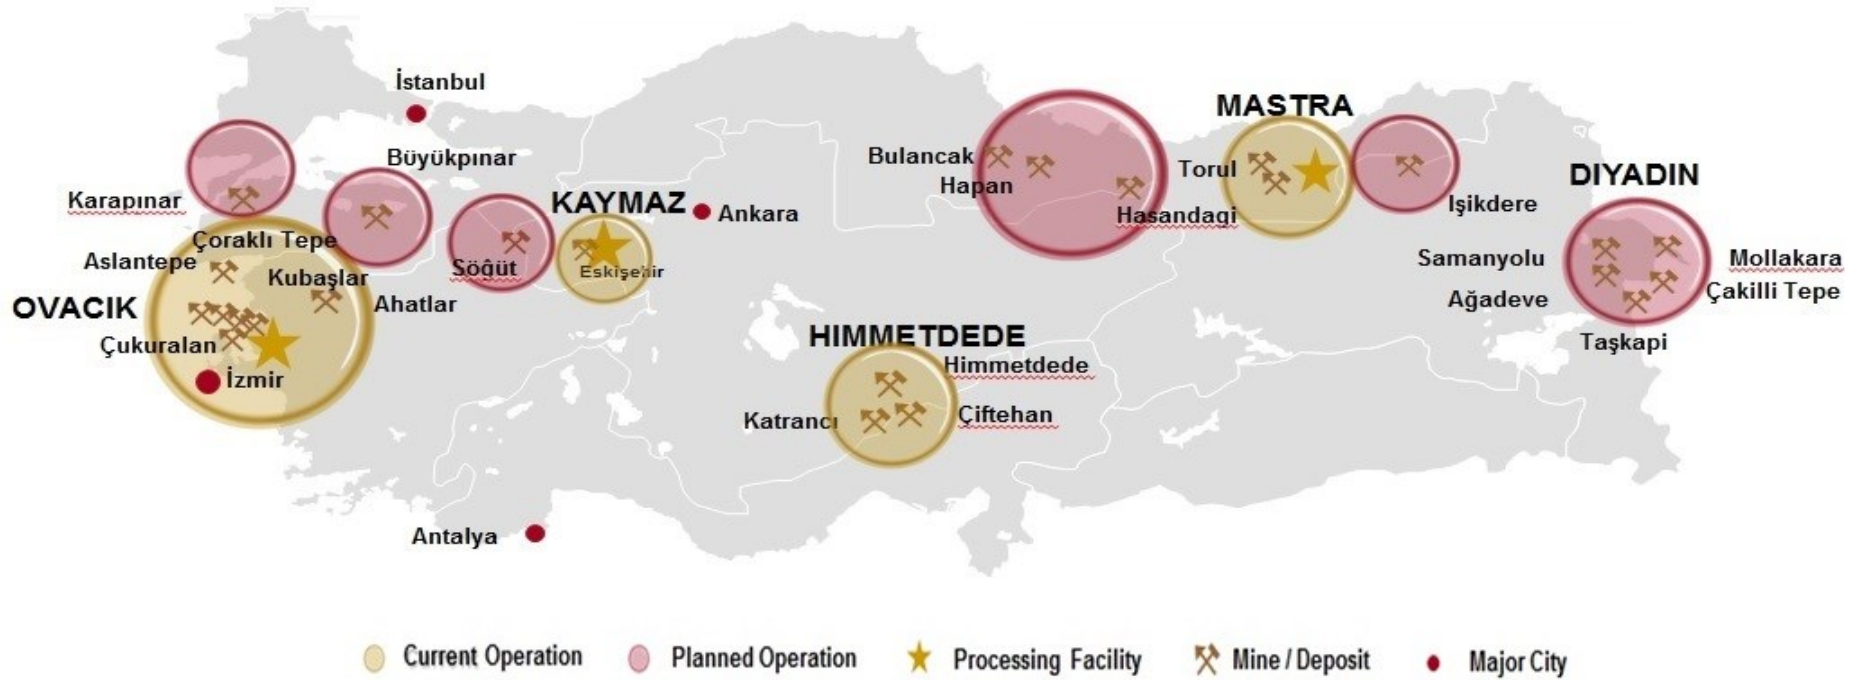 İstanbul
MASTRA
Büyükpınar
Bulancak
Torul
DIYADIN
Hapan
Karapınar
KAYMAZ
Ankara
Hasandagi
Işikdere
Çoraklı Tepe
Aslantepe
Kubaşlar
Söğüt
Eskişehir
Samanyolu
Mollakara
Ağadeve
Çakilli Tepe
OVACIK
Ahatlar
Çukuralan
İzmir
HIMMETDEDE
Himmetdede
Taşkapi
Katrancı
Çiftehan
Antalya
Current Operation
Planned Operation
Processing Facility
Mine / Deposit
Major City